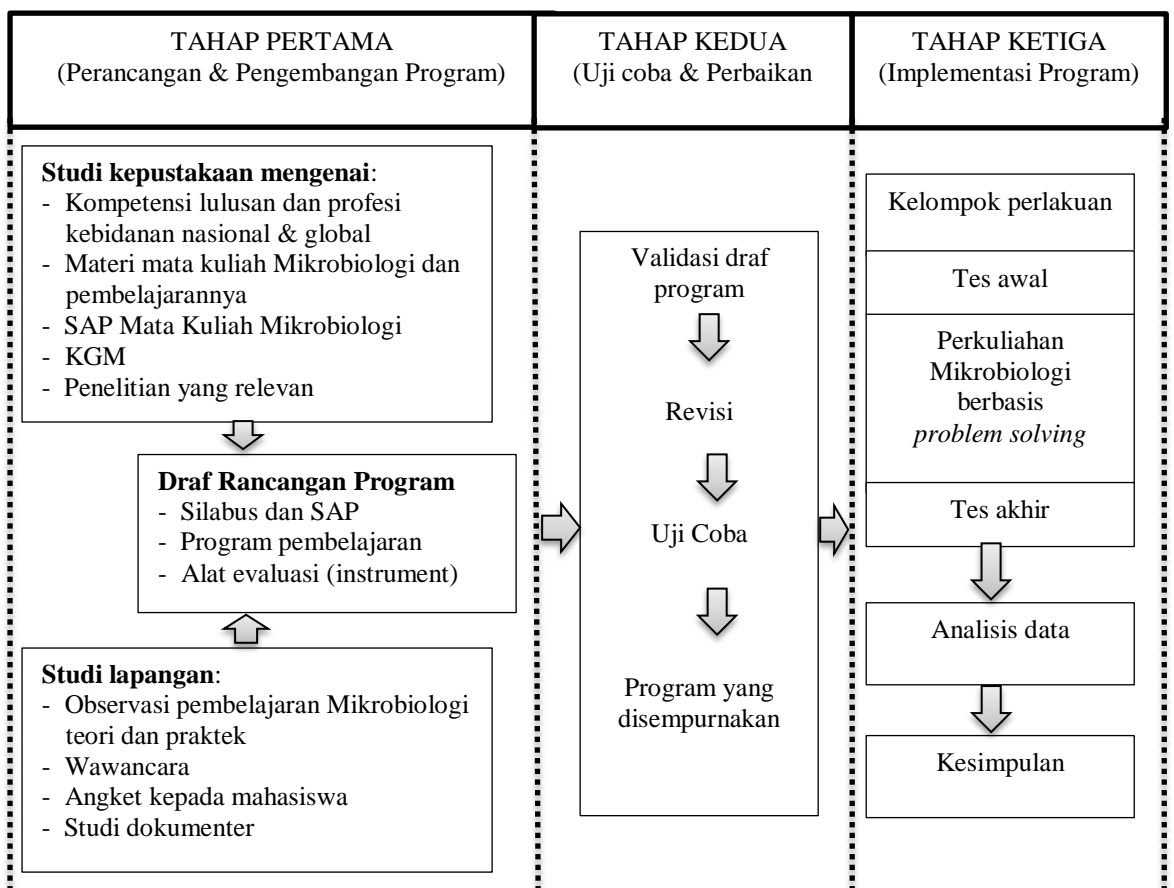 TAHAP PERTAMA
(Perancangan & Pengembangan Program)
TAHAP KEDUA
(Uji coba & Perbaikan
TAHAP KETIGA
(Implementasi Program)
Studi kepustakaan mengenai:
- Kompetensi lulusan dan profesi
kebidanan nasional & global
- Materi mata kuliah Mikrobiologi dan
pembelajarannya
- SAP Mata Kuliah Mikrobiologi
- KGM
- Penelitian yang relevan
Draf Rancangan Program
- Silabus dan SAP
- Program pembelajaran
- Alat evaluasi (instrument)
Studi lapangan:
- Observasi pembelajaran Mikrobiologi
teori dan praktek
- Wawancara
- Angket kepada mahasiswa
- Studi dokumenter
Validasi draf
program
Revisi
Uji Coba
Program yang
disempurnakan
Kelompok perlakuan
Tes awal
Perkuliahan
Mikrobiologi
berbasis
problem solving
Tes akhir
Analisis data
Kesimpulan